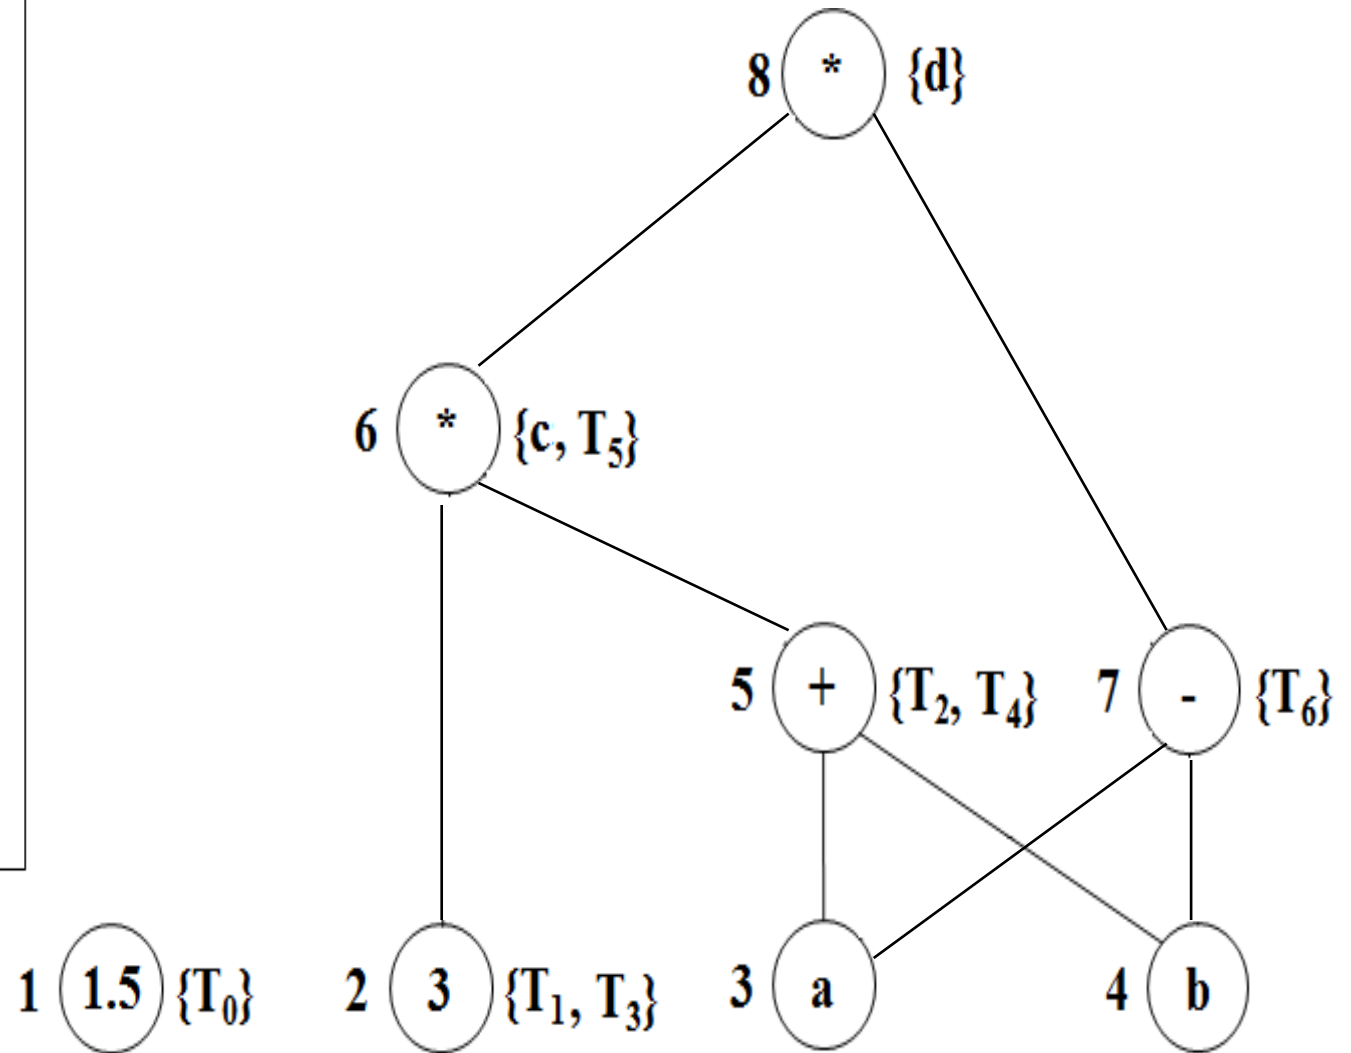 8 * {d}
6 * {c, T₅}
5 + {T₂, T₄} 7 - {T₆}
1 1.5 {T₀} 2 3 {T₁, T₃} 3 a 4 b